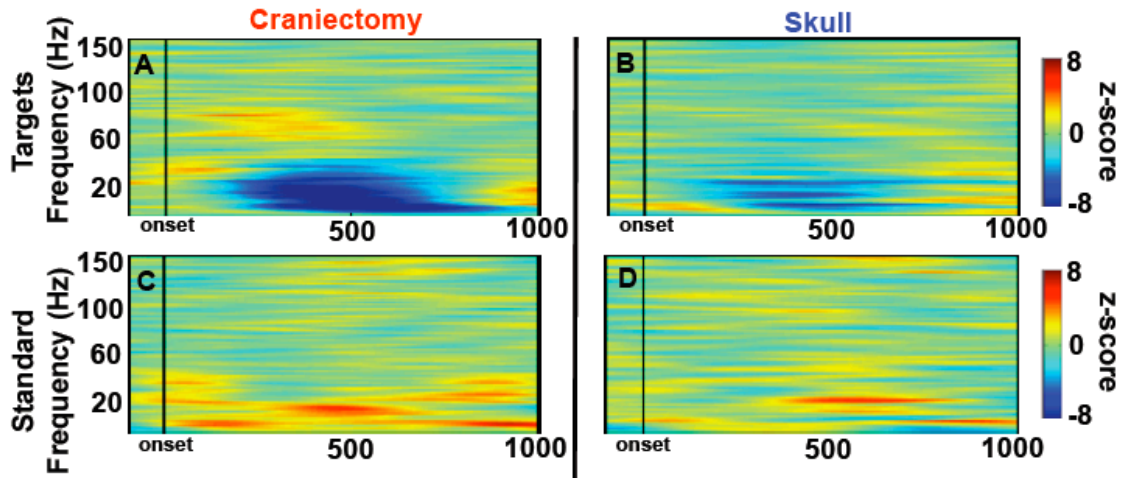 Craniectomy
Skull
Targets
Frequency (Hz)
150
100
60
20
A
onset
500
1000
B
onset
500
1000
8
0
-8
z-score
Standard
Frequency (Hz)
150
100
60
20
C
onset
500
1000
D
onset
500
1000
8
0
-8
z-score